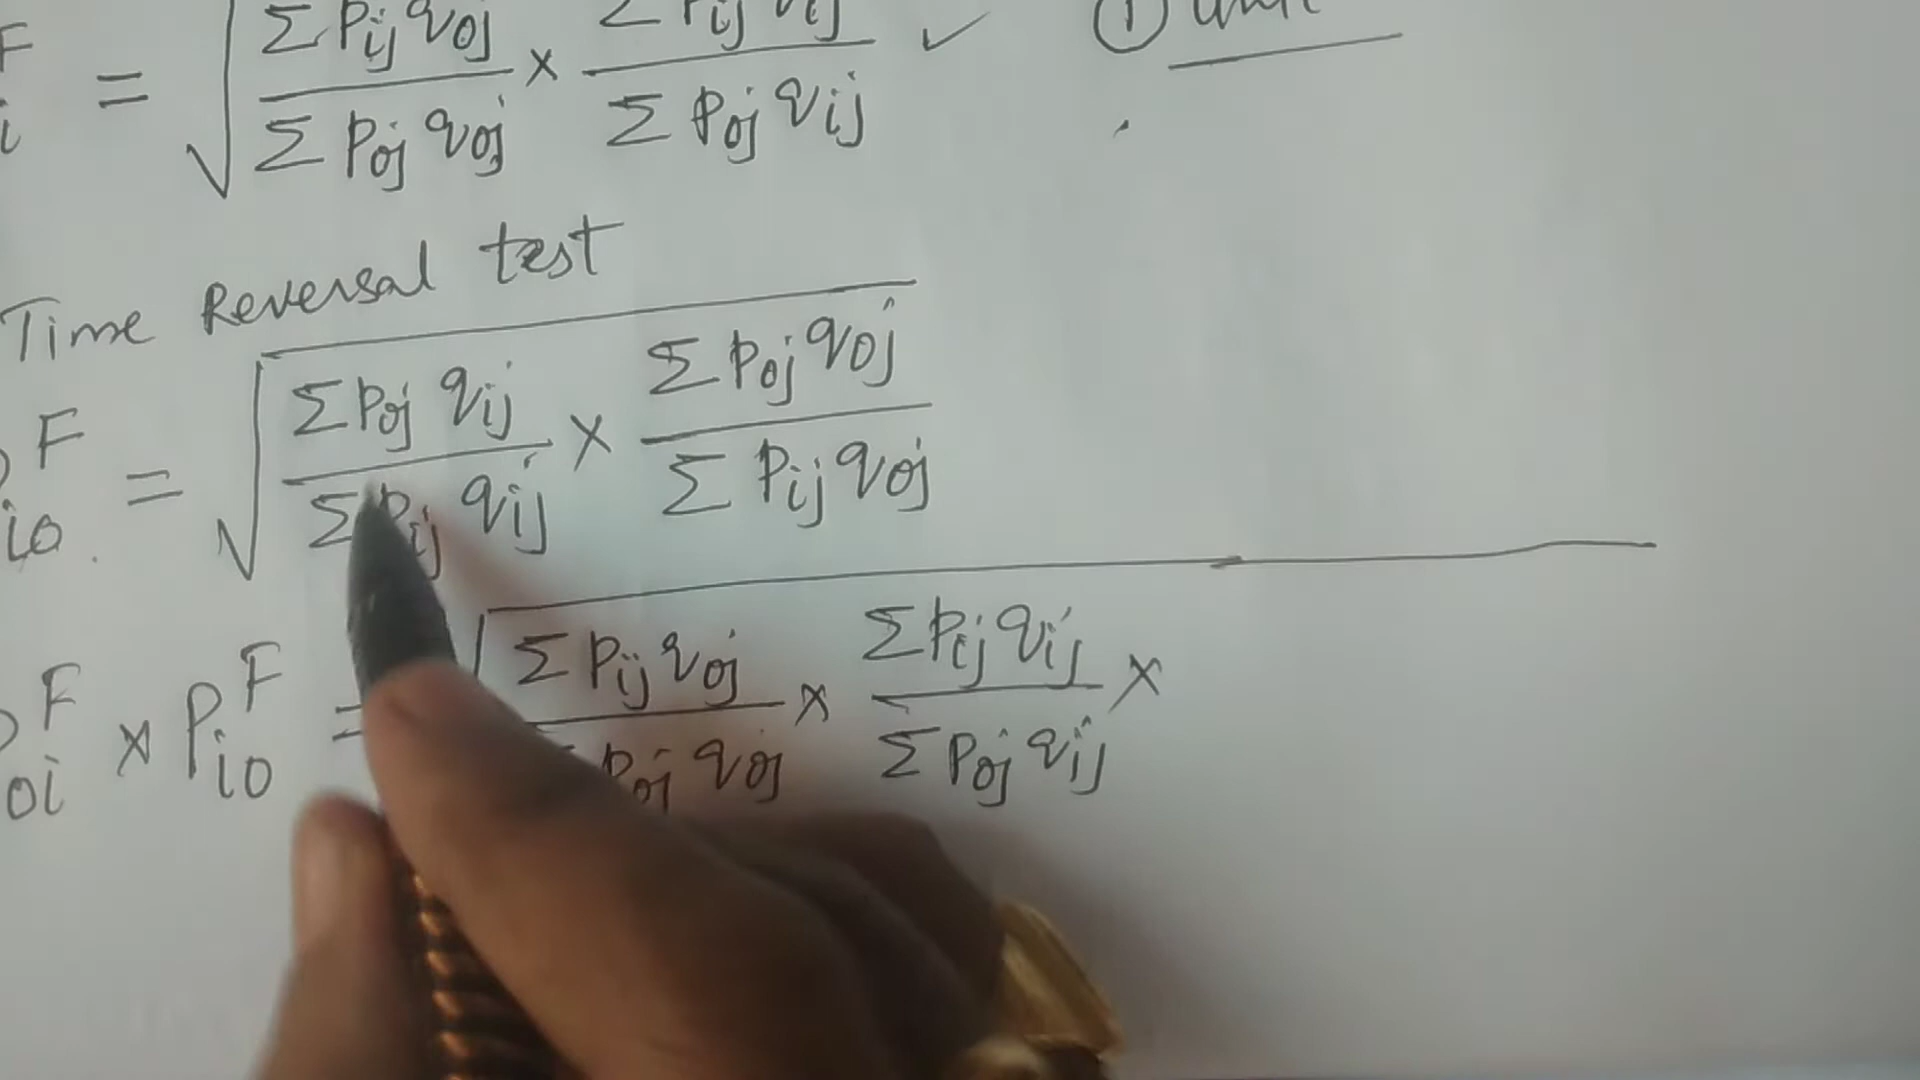 F i = √ Σ Pij qoj / Σ Poj qoj × Σ Pij qij / Σ Poj qij ✓ ①
Time Reversal test
F io = √ Σ Poj qij / Σ Pij qij × Σ Poj qoj / Σ Pij qoj
F oi × P F io = √ Σ Pij qoj / Poj qoj × Σ Pij qij / Σ Poj qij ×